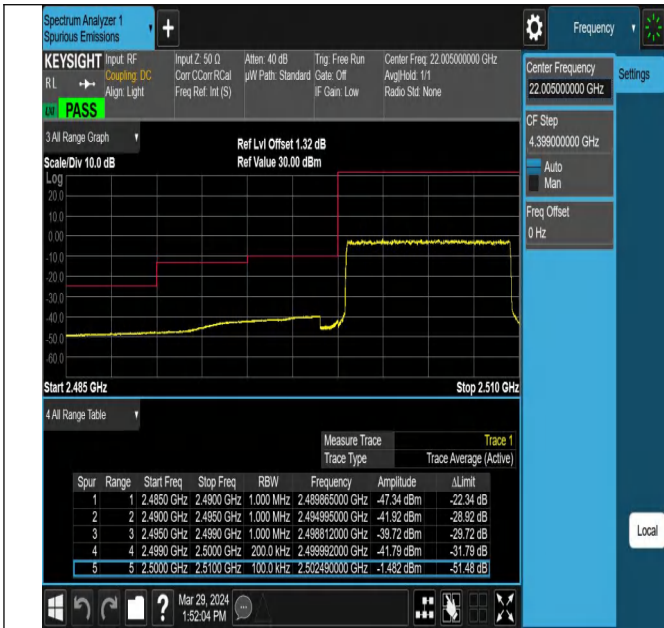 Spectrum Analyzer 1
Spurious Emissions
Frequency
KEYSIGHT
RL
PASS
Input: RF
Coupling: DC
Align: Light
Input Z: 50 Ω
Corr CCorr RCal
Freq Ref: Int (S)
Atten: 40 dB
µW Path: Standard
Trig: Free Run
Gate: Off
IF Gain: Low
Center Freq: 22.005000000 GHz
Avg|Hold: 1/1
Radio Std: None
Center Frequency
22.005000000 GHz
Settings
CF Step
4.399000000 GHz
Auto
Man
Freq Offset
0 Hz
Local
3 All Range Graph
Scale/Div 10.0 dB
Ref Lvl Offset 1.32 dB
Ref Value 30.00 dBm
Log
20.0
10.0
0.00
-10.0
-20.0
-30.0
-40.0
-50.0
-60.0
Start 2.485 GHz
Stop 2.510 GHz
4 All Range Table
Measure Trace Trace 1
Trace Type Trace Average (Active)
Spur Range Start Freq Stop Freq RBW Frequency Amplitude ΔLimit
1 1 2.4850 GHz 2.4900 GHz 1.000 MHz 2.489865000 GHz -47.34 dBm -22.34 dB
2 2 2.4900 GHz 2.4950 GHz 1.000 MHz 2.494995000 GHz -41.92 dBm -28.92 dB
3 3 2.4950 GHz 2.4990 GHz 1.000 MHz 2.498812000 GHz -39.72 dBm -29.72 dB
4 4 2.4990 GHz 2.5000 GHz 200.0 kHz 2.499992000 GHz -41.79 dBm -31.79 dB
5 5 2.5000 GHz 2.5100 GHz 100.0 kHz 2.502490000 GHz -1.482 dBm -51.48 dB
Mar 29, 2024
1:52:04 PM